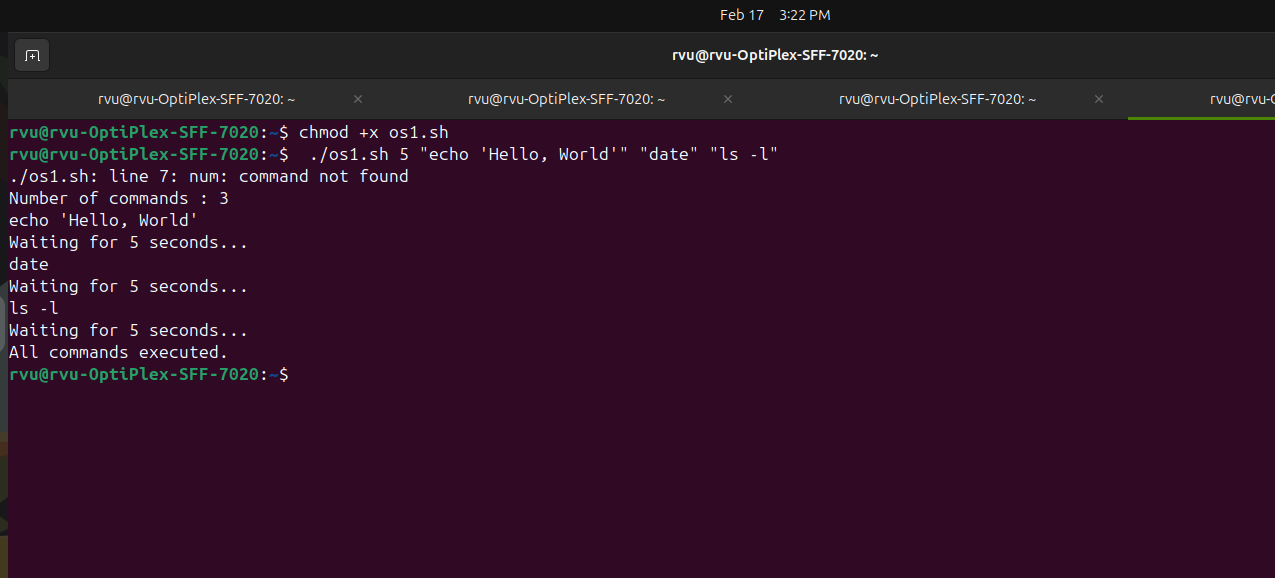 Feb 17 3:22 PM
rvu@rvu-OptiPlex-SFF-7020: ~
rvu@rvu-OptiPlex-SFF-7020: ~ × rvu@rvu-OptiPlex-SFF-7020: ~ × rvu@rvu-OptiPlex-SFF-7020: ~ × rvu@rvu-
rvu@rvu-OptiPlex-SFF-7020:~$ chmod +x os1.sh
rvu@rvu-OptiPlex-SFF-7020:~$  ./os1.sh 5 "echo 'Hello, World'" "date" "ls -l"
./os1.sh: line 7: num: command not found
Number of commands : 3
echo 'Hello, World'
Waiting for 5 seconds...
date
Waiting for 5 seconds...
ls -l
Waiting for 5 seconds...
All commands executed.
rvu@rvu-OptiPlex-SFF-7020:~$